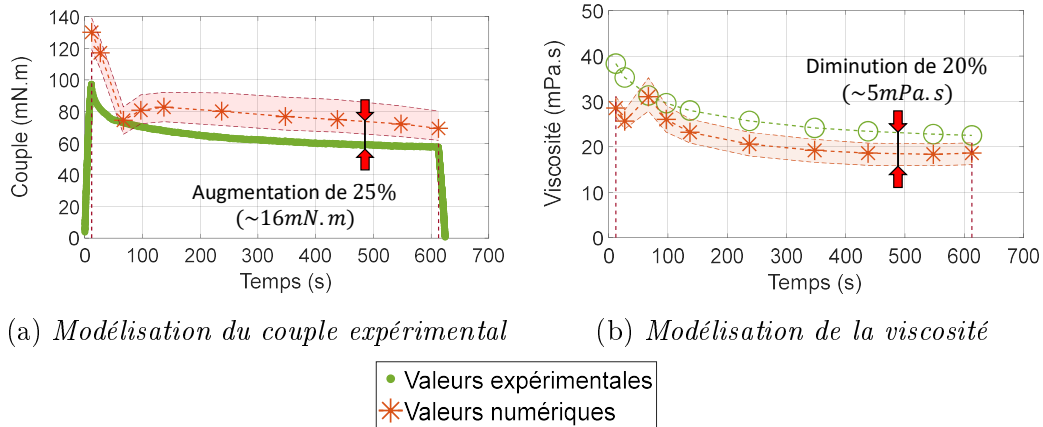 140
120
100
80
60
40
20
0
Couple (mN.m)
Augmentation de 25%
(~16mN.m)
0 100 200 300 400 500 600 700
Temps (s)
(a) Modélisation du couple expérimental
50
40
30
20
10
0
Viscosité (mPa.s)
Diminution de 20%
(~5mPa.s)
0 100 200 300 400 500 600 700
Temps (s)
(b) Modélisation de la viscosité
Valeurs expérimentales
Valeurs numériques